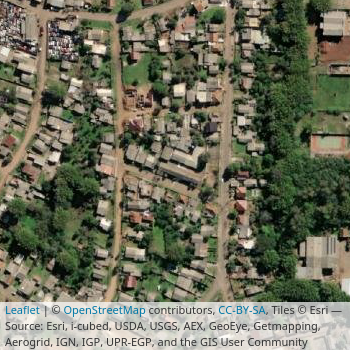 Leaflet | © OpenStreetMap contributors, CC-BY-SA, Tiles © Esri —
Source: Esri, i-cubed, USDA, USGS, AEX, GeoEye, Getmapping,
Aerogrid, IGN, IGP, UPR-EGP, and the GIS User Community